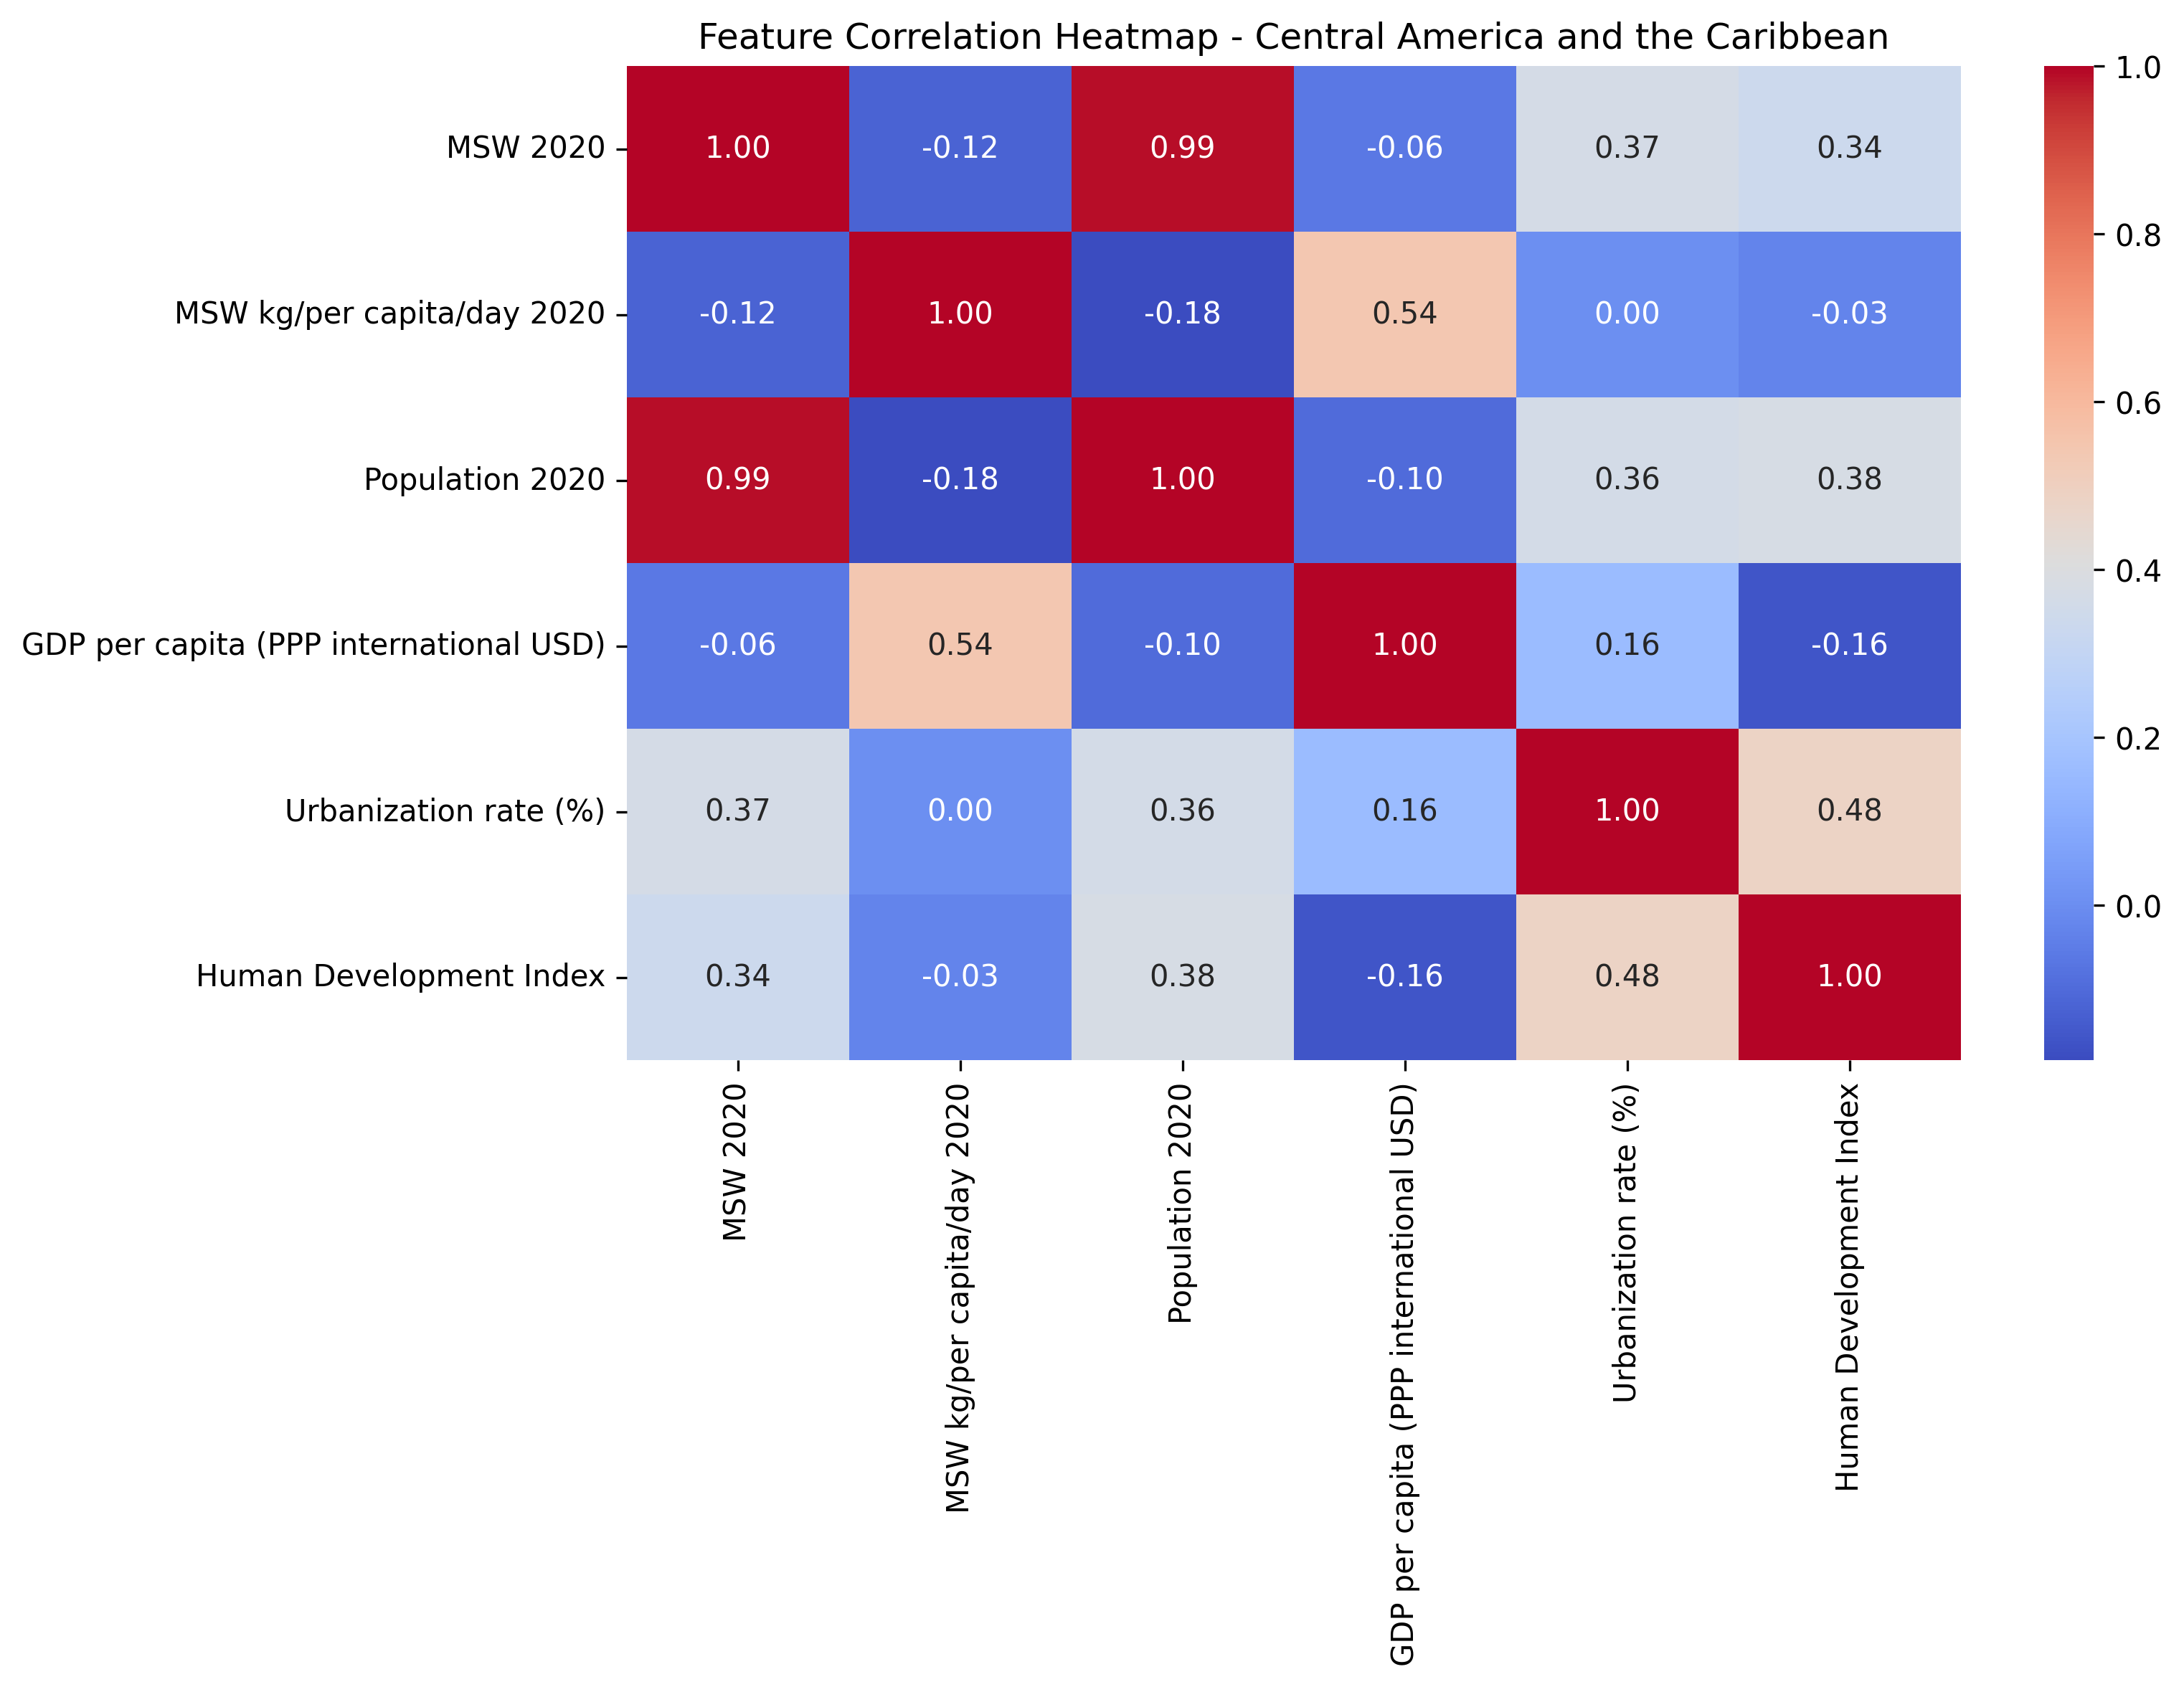 Feature Correlation Heatmap - Central America and the Caribbean
MSW 2020
1.00 -0.12 0.99 -0.06 0.37 0.34
MSW kg/per capita/day 2020
-0.12 1.00 -0.18 0.54 0.00 -0.03
Population 2020
0.99 -0.18 1.00 -0.10 0.36 0.38
GDP per capita (PPP international USD)
-0.06 0.54 -0.10 1.00 0.16 -0.16
Urbanization rate (%)
0.37 0.00 0.36 0.16 1.00 0.48
Human Development Index
0.34 -0.03 0.38 -0.16 0.48 1.00
MSW 2020
MSW kg/per capita/day 2020
Population 2020
GDP per capita (PPP international USD)
Urbanization rate (%)
Human Development Index
1.0
0.8
0.6
0.4
0.2
0.0